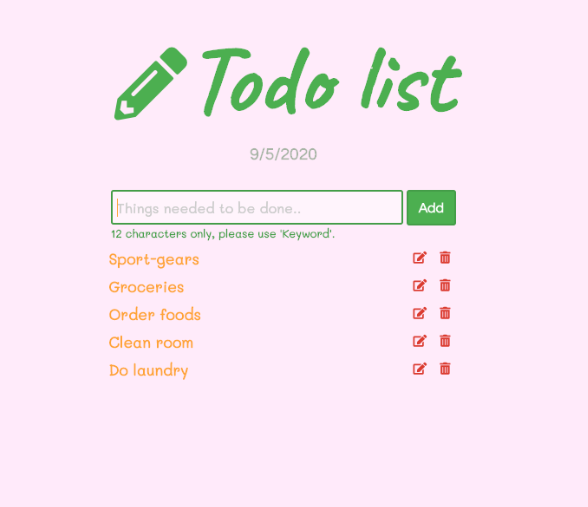 Todo list
9/5/2020
Things needed to be done..
Add
12 characters only, please use 'Keyword'.
Sport-gears
Groceries
Order foods
Clean room
Do laundry